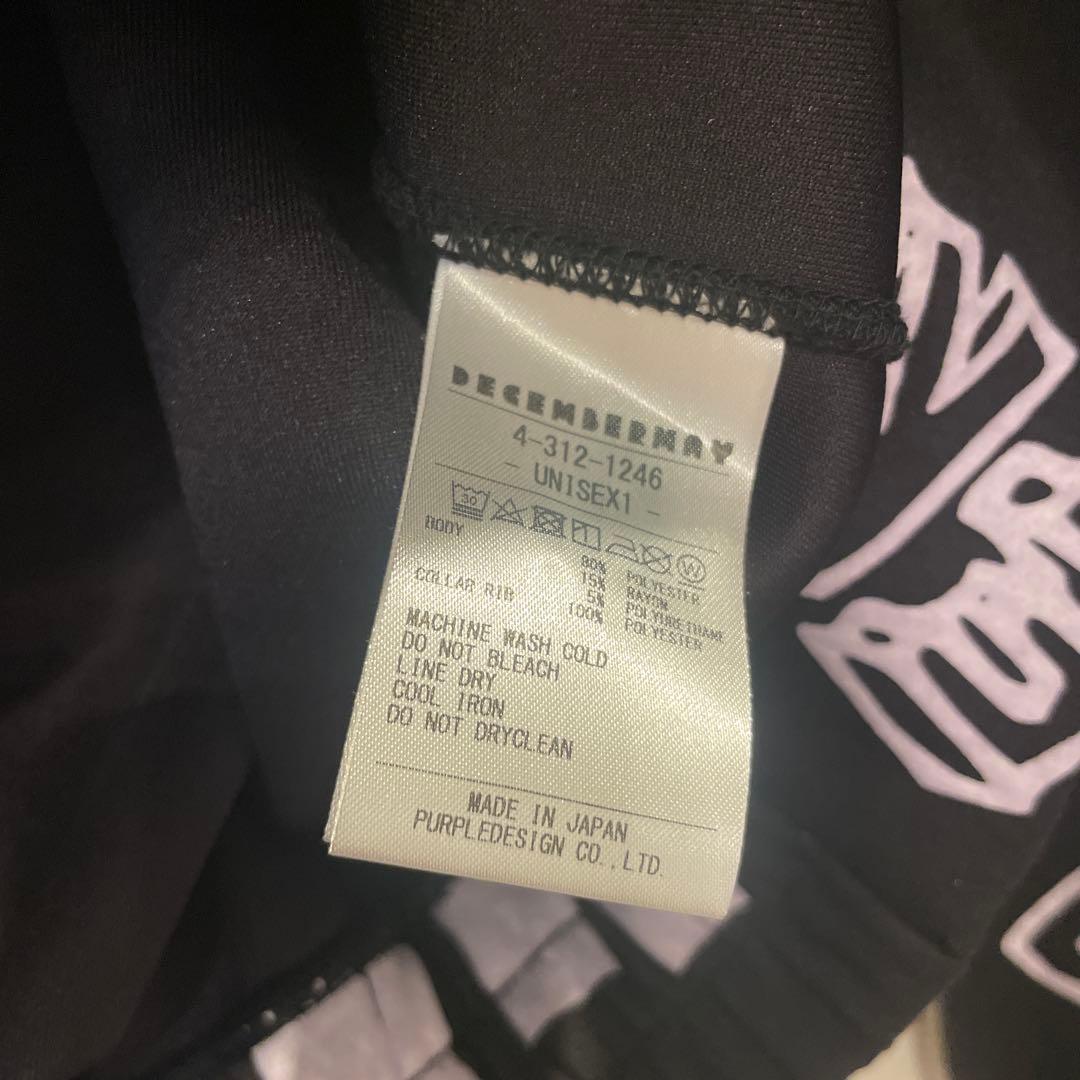 DECEMBERMAY
4-312-1246
- UNISEX1 -
30
W
BODY 80% POLYESTER
15% RAYON
5% POLYURETHANE
COLLAR RIB 100% POLYESTER
MACHINE WASH COLD
DO NOT BLEACH
LINE DRY
COOL IRON
DO NOT DRYCLEAN
MADE IN JAPAN
PURPLEDESIGN CO.,LTD.